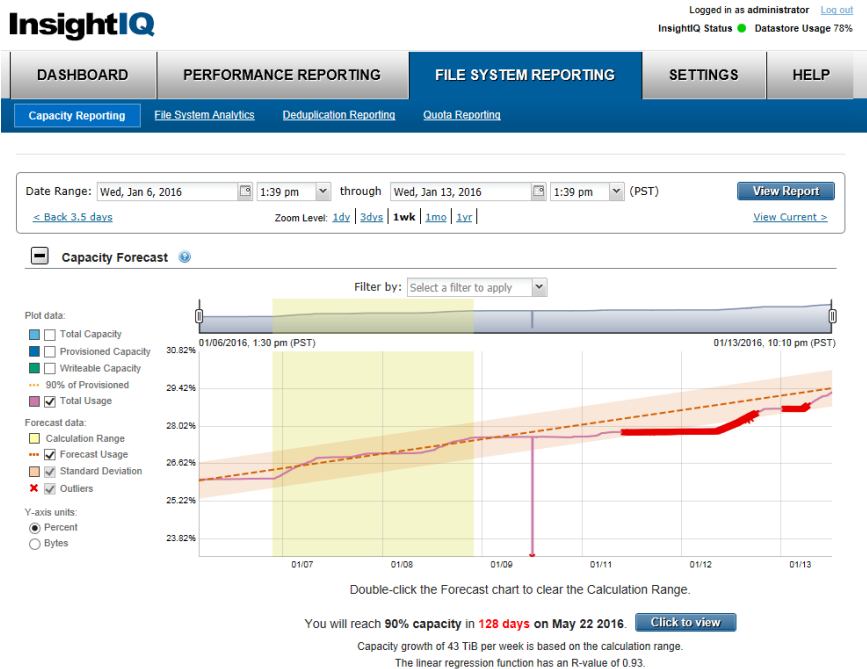 Logged in as administrator Log out
InsightIQ
InsightIQ Status Datastore Usage 78%
DASHBOARD PERFORMANCE REPORTING FILE SYSTEM REPORTING SETTINGS HELP
Capacity Reporting File System Analytics Deduplication Reporting Quota Reporting
Date Range: Wed, Jan 6, 2016 1:39 pm through Wed, Jan 13, 2016 1:39 pm (PST) View Report
< Back 3.5 days Zoom Level: 1dy 3dys 1wk 1mo 1yr View Current >
Capacity Forecast
Filter by: Select a filter to apply
Plot data:
Total Capacity
Provisioned Capacity
Writeable Capacity
90% of Provisioned
Total Usage
Forecast data:
Calculation Range
Forecast Usage
Standard Deviation
Outliers
Y-axis units:
Percent
Bytes
01/06/2016, 1:30 pm (PST) 01/13/2016, 10:10 pm (PST)
30.82%
29.42%
28.02%
26.62%
25.22%
23.82%
01/07 01/08 01/09 01/11 01/12 01/13
Double-click the Forecast chart to clear the Calculation Range.
You will reach 90% capacity in 128 days on May 22 2016. Click to view
Capacity growth of 43 TiB per week is based on the calculation range.
The linear regression function has an R-value of 0.93.